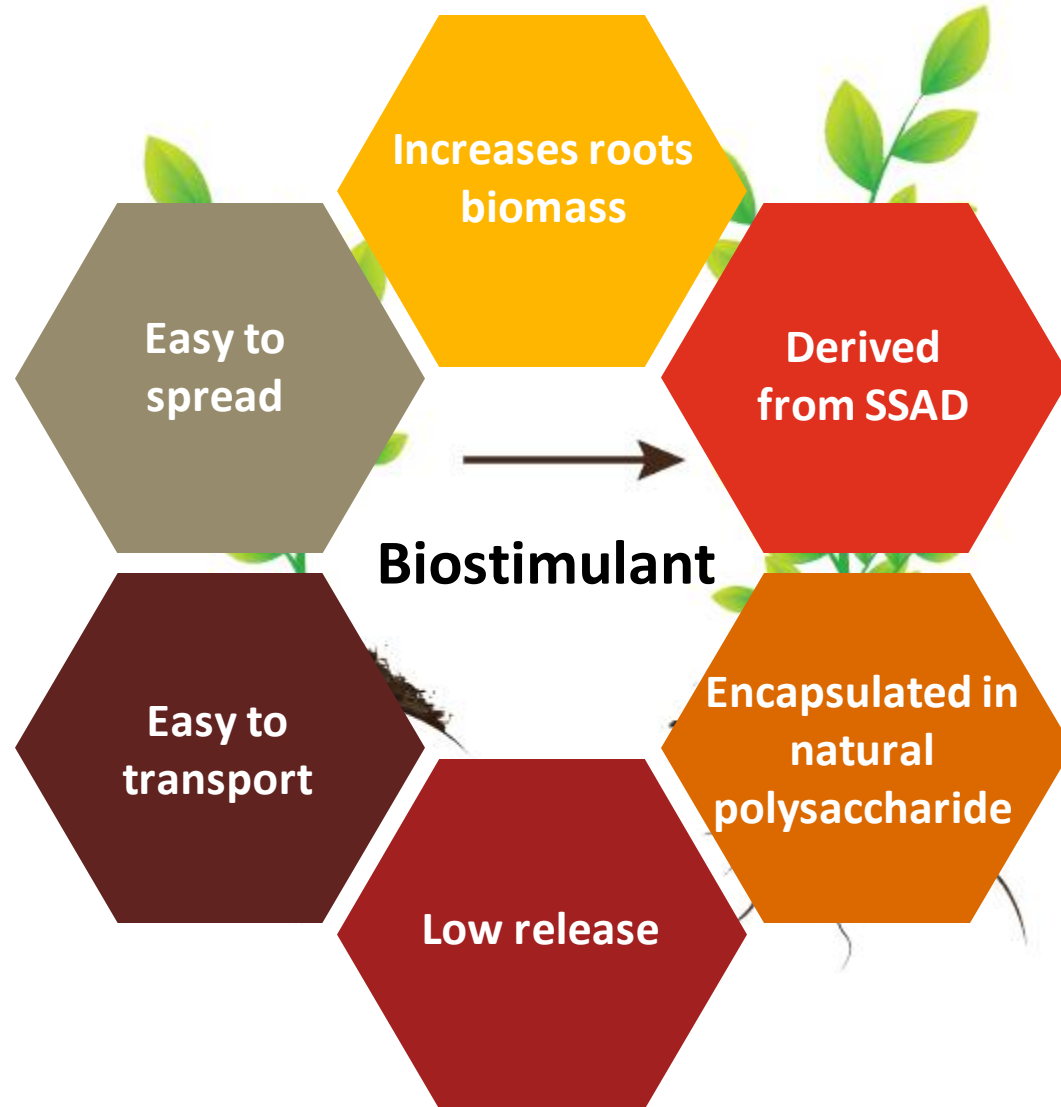 Increases roots
biomass
Easy to
spread
Derived
from SSAD
Biostimulant
Easy to
transport
Encapsulated in
natural
polysaccharide
Low release